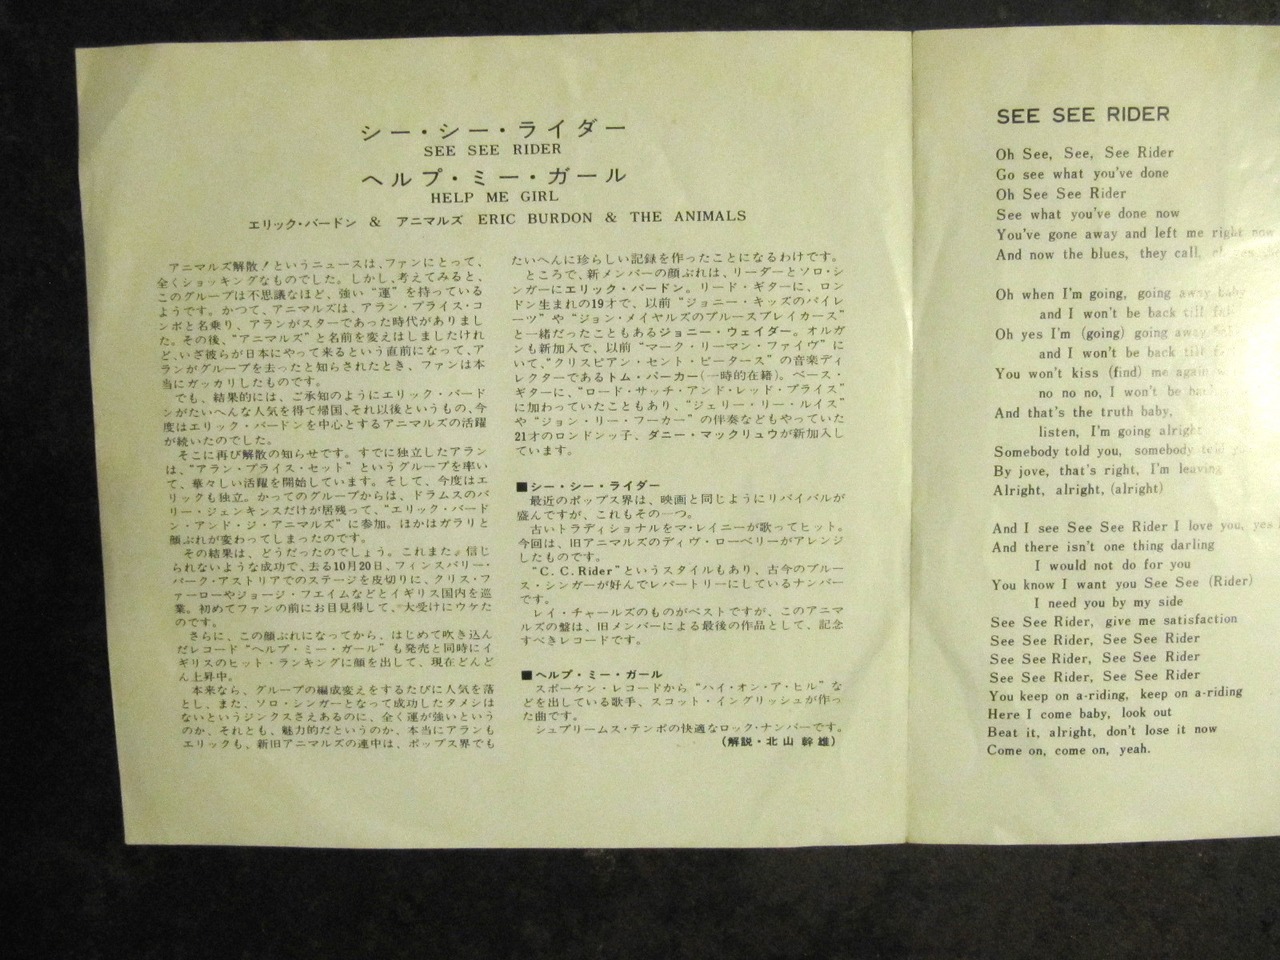 シー・シー・ライダー
SEE SEE RIDER
ヘルプ・ミー・ガール
HELP ME GIRL
エリック・バードン & アニマルズ ERIC BURDON & THE ANIMALS
アニマルズ解散！というニュースは、ファンにとって、
全くショッキングなものでした。しかし、考えてみると、
このグループは不思議なほど、強い“運”を持っている
ようです。かつて、アニマルズは、アラン・プライス・コ
ンボと名乗り、アランがスターであった時代がありまし
た。その後、“アニマルズ”と名前を変えはしましたけれ
ど、いざ彼らが日本にやって来るという直前になって、ア
ランがグループを去ったと知らされたとき、ファンは本
当にガッカリしたものです。
でも、結果的には、ご承知のようにエリック・バード
ンがたいへんな人気を得て帰国、それ以後というもの、今
度はエリック・バードンを中心とするアニマルズの活躍
が続いたのでした。
そこに再び解散の知らせです。すでに独立したアラン
は、“アラン・プライス・セット”というグループを率い
て、華々しい活躍を開始しています。そして、今度はエ
リックも独立。かってのグループからは、ドラムスのバ
リー・ジェンキンスだけが居残って、“エリック・バード
ン・アンド・ジ・アニマルズ”に参加。ほかはガラリと
顔ぶれが変わってしまったのです。
その結果は、どうだったのでしょう。これまた。信じ
られないような成功で、去る10月20日、フィンスバリー・
パーク・アストリアでのステージを皮切りに、クリス・フ
ァーローやジョージ・フェイムなどとイギリス国内を巡
業。初めてファンの前にお目見得して、大受けにウケた
のです。
さらに、この顔ぶれになってから、はじめて吹き込ん
だレコード“ヘルプ・ミー・ガール”も発売と同時にイ
ギリスのヒット・ランキングに顔を出して、現在どんど
ん上昇中。
本来なら、グループの編成変えをするたびに人気を落
とし、また、ソロ・シンガーとなって成功したタメシは
ないというジンクスさえあるのに、全く運が強いという
のか、それとも、魅力的だというのか、本当にアランも
エリックも、新旧アニマルズの連中は、ポップス界でも
たいへんに珍らしい記録を作ったことになるわけです。
ところで、新メンバーの顔ぶれは、リーダーとソロ・シ
ンガーにエリック・バードン。リード・ギターに、ロン
ドン生まれの19才で、以前“ジョニー・キッズのパイレ
ーツ”や“ジョン・メイヤルズのブルースブレイカース”
と一緒だったこともあるジョニー・ウェイダー。オルガ
ンも新加入で、以前“マーク・リーマン・ファイヴ”に
いて、“クリスピアン・セント・ピータース”の音楽ディ
レクターであるトム・パーカー(一時的在籍)。ベース・
ギターに、“ロード・サッチ・アンド・レッド・プライス”
に加わっていたこともあり、“ジェリー・リー・ルイス”
や“ジョン・リー・フーカー”の伴奏などもやっていた
21才のロンドンッ子、ダニー・マックリュウが新加入し
ています。
■シー・シー・ライダー
最近のポップス界は、映画と同じようにリバイバルが
盛んですが、これもその一つ。
古いトラディショナルをマ・レイニーが歌ってヒット。
今回は、旧アニマルズのディヴ・ローベリーがアレンジ
したものです。
“C. C. Rider”というスタイルもあり、古今のブルー
ス・シンガーが好んでレパートリーにしているナンバー
です。
レイ・チャールズのものがベストですが、このアニマ
ルズの盤は、旧メンバーによる最後の作品として、記念
すべきレコードです。
■ヘルプ・ミー・ガール
スポーケン・レコードから“ハイ・オン・ア・ヒル”な
どを出している歌手、スコット・イングリッシュが作っ
た曲です。
シュプリームス・テンポの快適なロック・ナンバーです。
(解説・北山 幹雄)
SEE SEE RIDER
Oh See, See, See Rider
Go see what you've done
Oh See See Rider
See what you've done now
You've gone away and left me right now
And now the blues, they call,
Oh when I'm going, going away baby
and I won't be back till
Oh yes I'm (going) going away
and I won't be back till
You won't kiss (find) me again
no no no, I won't be back
And that's the truth baby,
listen, I'm going alright
Somebody told you, somebody told
By jove, that's right, I'm leaving
Alright, alright, (alright)
And I see See See Rider I love you, yes
And there isn't one thing darling
I would not do for you
You know I want you See See (Rider)
I need you by my side
See See Rider, give me satisfaction
See See Rider, See See Rider
See See Rider, See See Rider
See See Rider, See See Rider
You keep on a-riding, keep on a-riding
Here I come baby, look out
Beat it, alright, don't lose it now
Come on, come on, yeah.